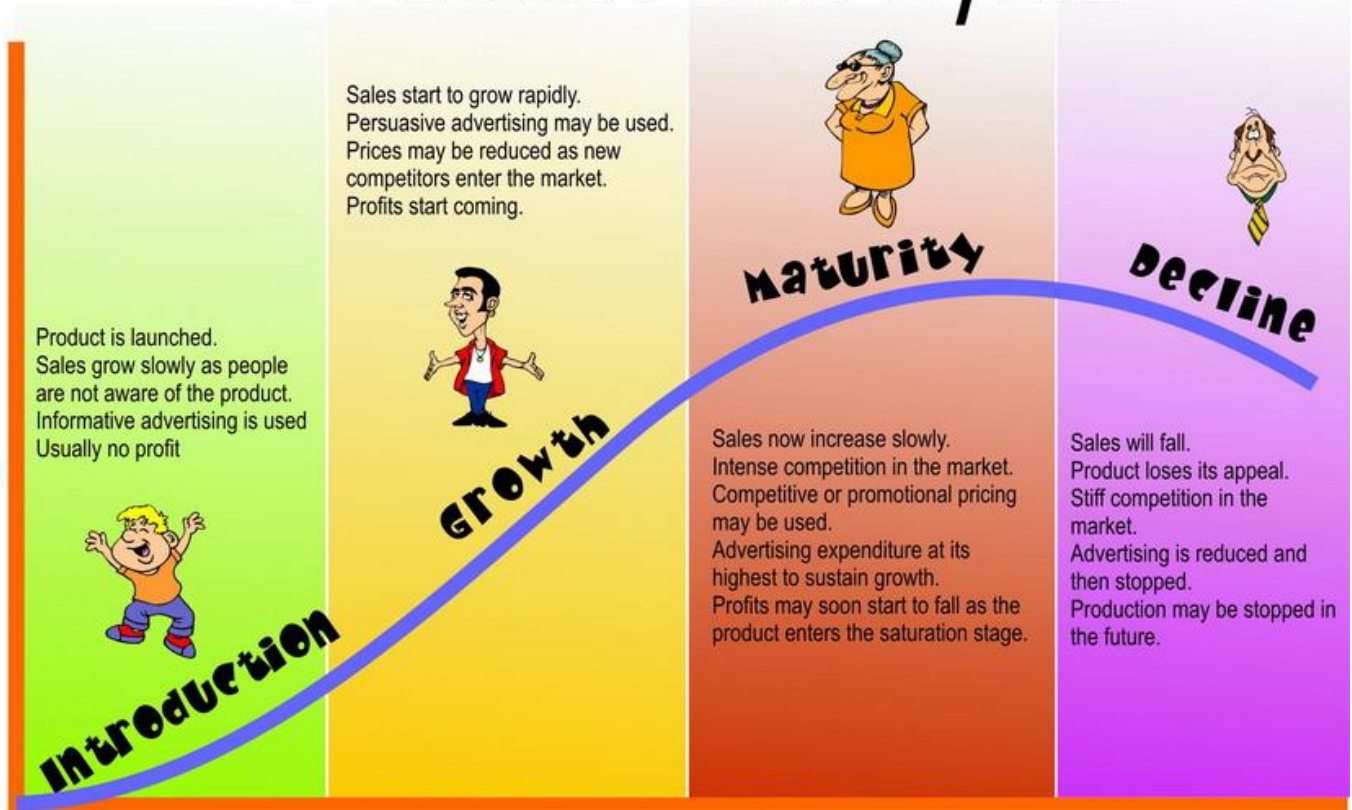 Sales start to grow rapidly.
Persuasive advertising may be used.
Prices may be reduced as new
competitors enter the market.
Profits start coming.
Maturity
Decline
Product is launched.
Sales grow slowly as people
are not aware of the product.
Informative advertising is used
Usually no profit
Growth
Sales now increase slowly.
Intense competition in the market.
Competitive or promotional pricing
may be used.
Advertising expenditure at its
highest to sustain growth.
Profits may soon start to fall as the
product enters the saturation stage.
Sales will fall.
Product loses its appeal.
Stiff competition in the
market.
Advertising is reduced and
then stopped.
Production may be stopped in
the future.
Introduction